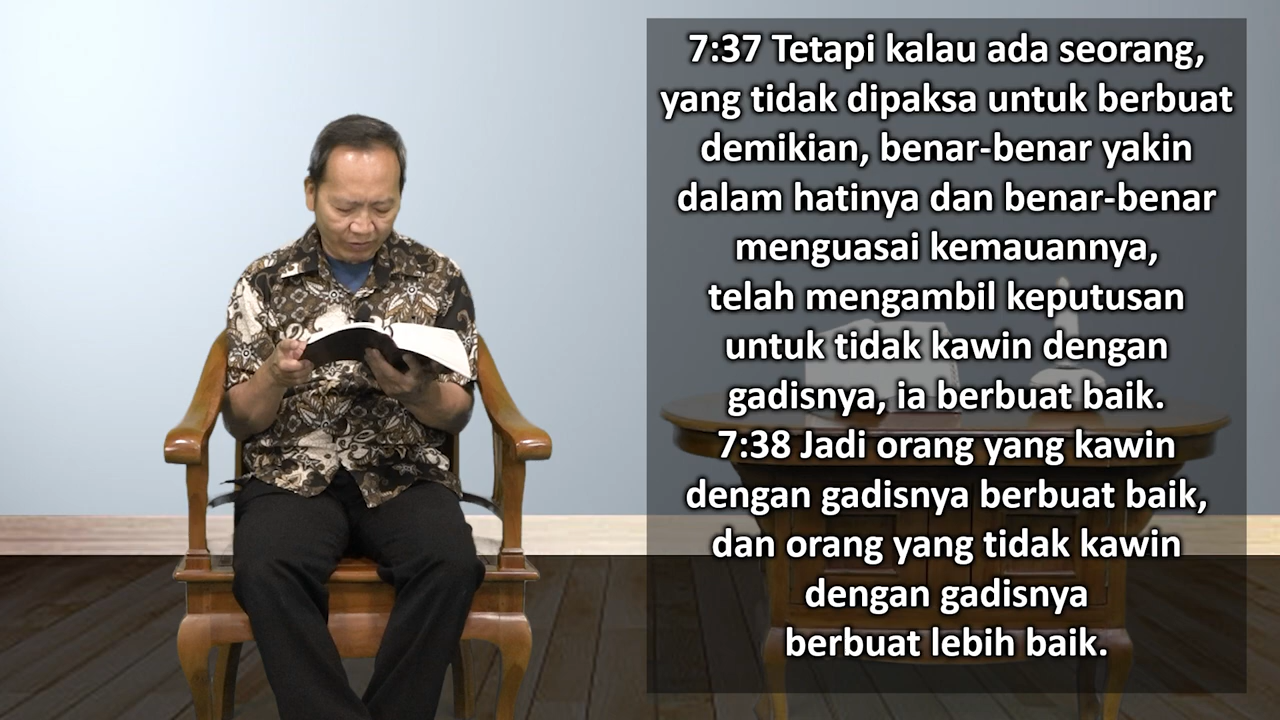 7:37 Tetapi kalau ada seorang,
yang tidak dipaksa untuk berbuat
demikian, benar-benar yakin
dalam hatinya dan benar-benar
menguasai kemauannya,
telah mengambil keputusan
untuk tidak kawin dengan
gadisnya, ia berbuat baik.
7:38 Jadi orang yang kawin
dengan gadisnya berbuat baik,
dan orang yang tidak kawin
dengan gadisnya
berbuat lebih baik.